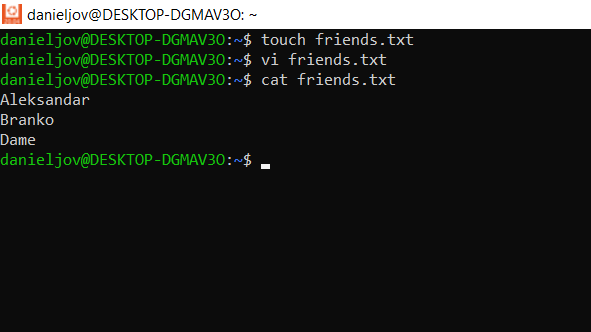 danieljov@DESKTOP-DGMAV3O: ~
danieljov@DESKTOP-DGMAV3O:~$ touch friends.txt
danieljov@DESKTOP-DGMAV3O:~$ vi friends.txt
danieljov@DESKTOP-DGMAV3O:~$ cat friends.txt
Aleksandar
Branko
Dame
danieljov@DESKTOP-DGMAV3O:~$